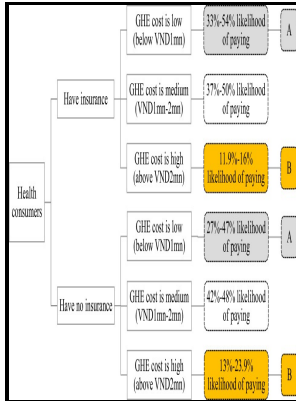 GHE cost is low
(below VND1mn)
33%-54% likelihood
of paying
A
Have insurance
GHE cost is medium
(VND1mn-2mn)
37%-50% likelihood
of paying
GHE cost is high
(above VND2mn)
11.9%-16%
likelihood of paying
B
Health
consumers
GHE cost is low
(below VND1mn)
27%-47% likelihood
of paying
A
Have no insurance
GHE cost is medium
(VND1mn-2mn)
42%-48% likelihood
of paying
GHE cost is high
(above VND2mn)
13%-23.9%
likelihood of paying
B